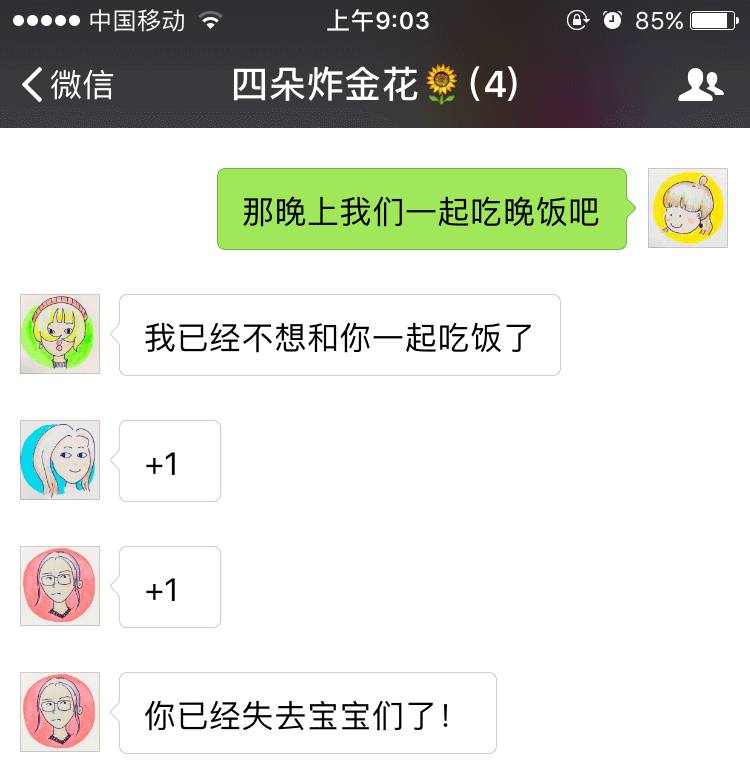 中国移动 上午9:03 85%
微信 四朵炸金花🌻(4)
那晚上我们一起吃晚饭吧
我已经不想和你一起吃饭了
+1
+1
你已经失去宝宝们了!